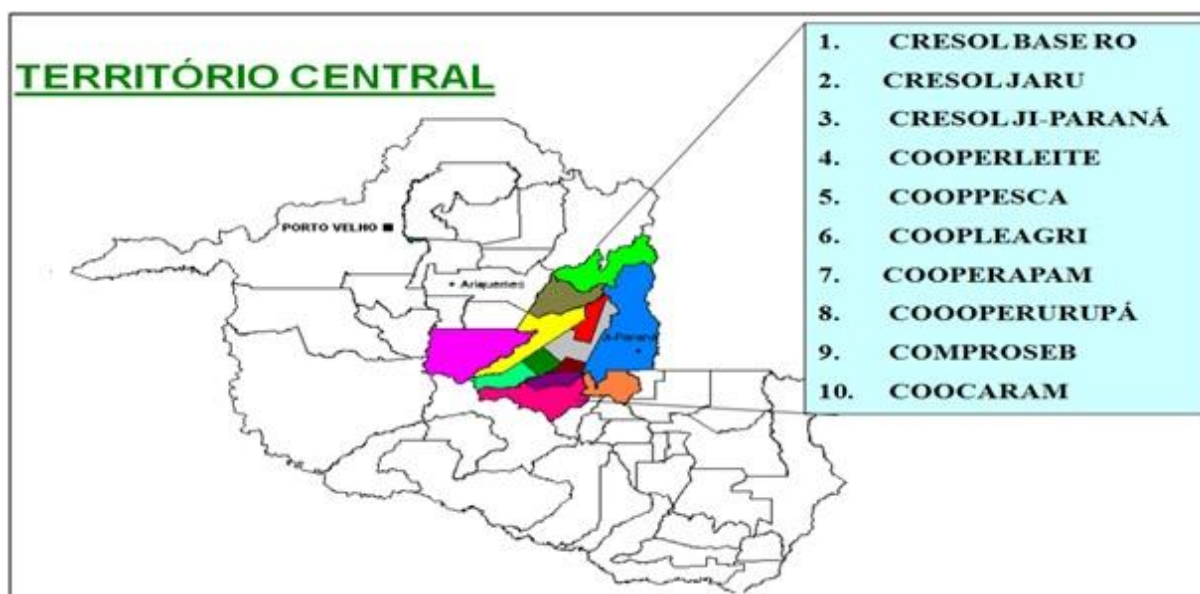 TERRITÓRIO CENTRAL
PORTO VELHO
Ariquemes
Ji-Paraná
1. CRESOL BASE RO
2. CRESOL JARU
3. CRESOL JI-PARANÁ
4. COOPERLEITE
5. COOPPESCA
6. COOPLEAGRI
7. COOPERAPAM
8. COOOPERURUPÁ
9. COMPROSEB
10. COOCARAM